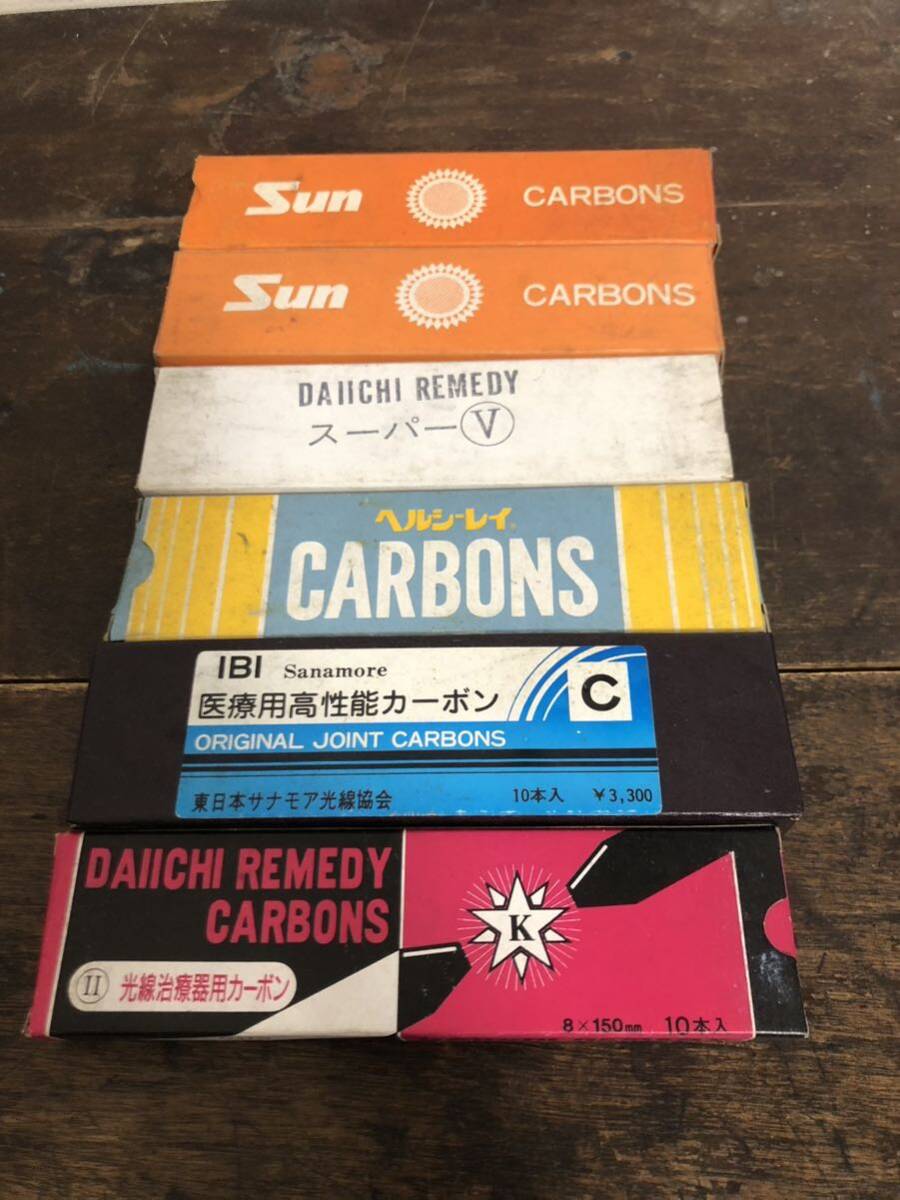 Sun CARBONS
Sun CARBONS
DAIICHI REMEDY
スーパーⓋ
ヘルシーレイ
CARBONS
IBI Sanamore
医療用高性能カーボン C
ORIGINAL JOINT CARBONS
東日本サナモア光線協会 10本入 ¥3,300
DAIICHI REMEDY
CARBONS
K
II 光線治療器用カーボン
8×150mm 10本入